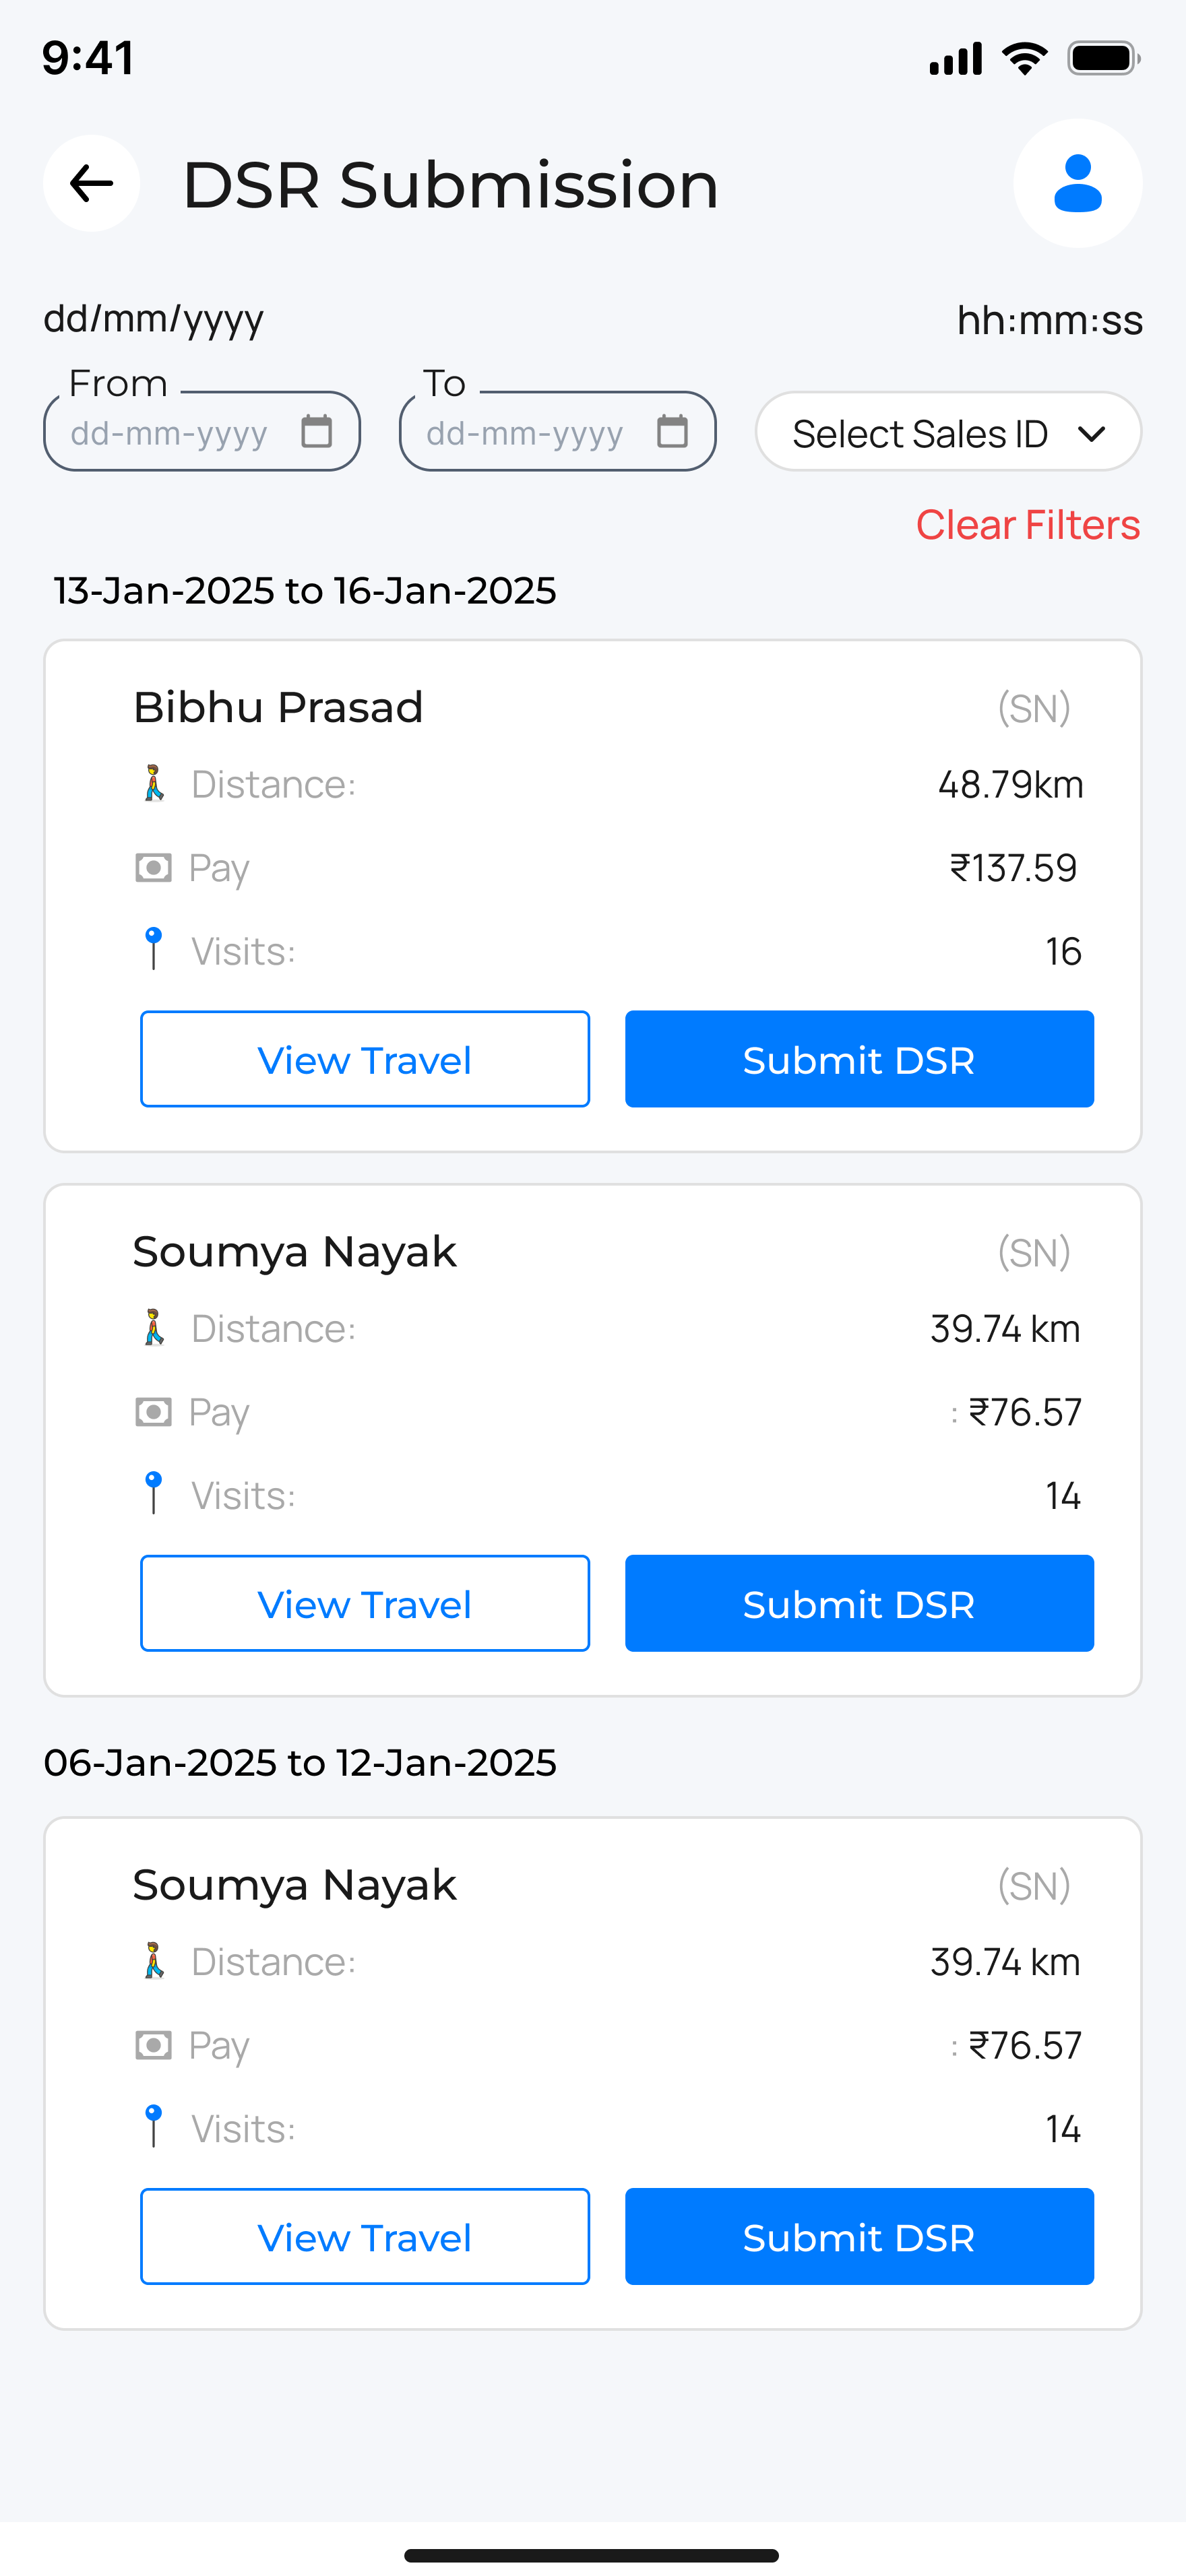 9:41
DSR Submission
dd/mm/yyyy hh:mm:ss
From To
dd-mm-yyyy dd-mm-yyyy Select Sales ID
Clear Filters
13-Jan-2025 to 16-Jan-2025
Bibhu Prasad (SN)
Distance: 48.79km
Pay ₹137.59
Visits: 16
View Travel Submit DSR
Soumya Nayak (SN)
Distance: 39.74 km
Pay : ₹76.57
Visits: 14
View Travel Submit DSR
06-Jan-2025 to 12-Jan-2025
Soumya Nayak (SN)
Distance: 39.74 km
Pay : ₹76.57
Visits: 14
View Travel Submit DSR